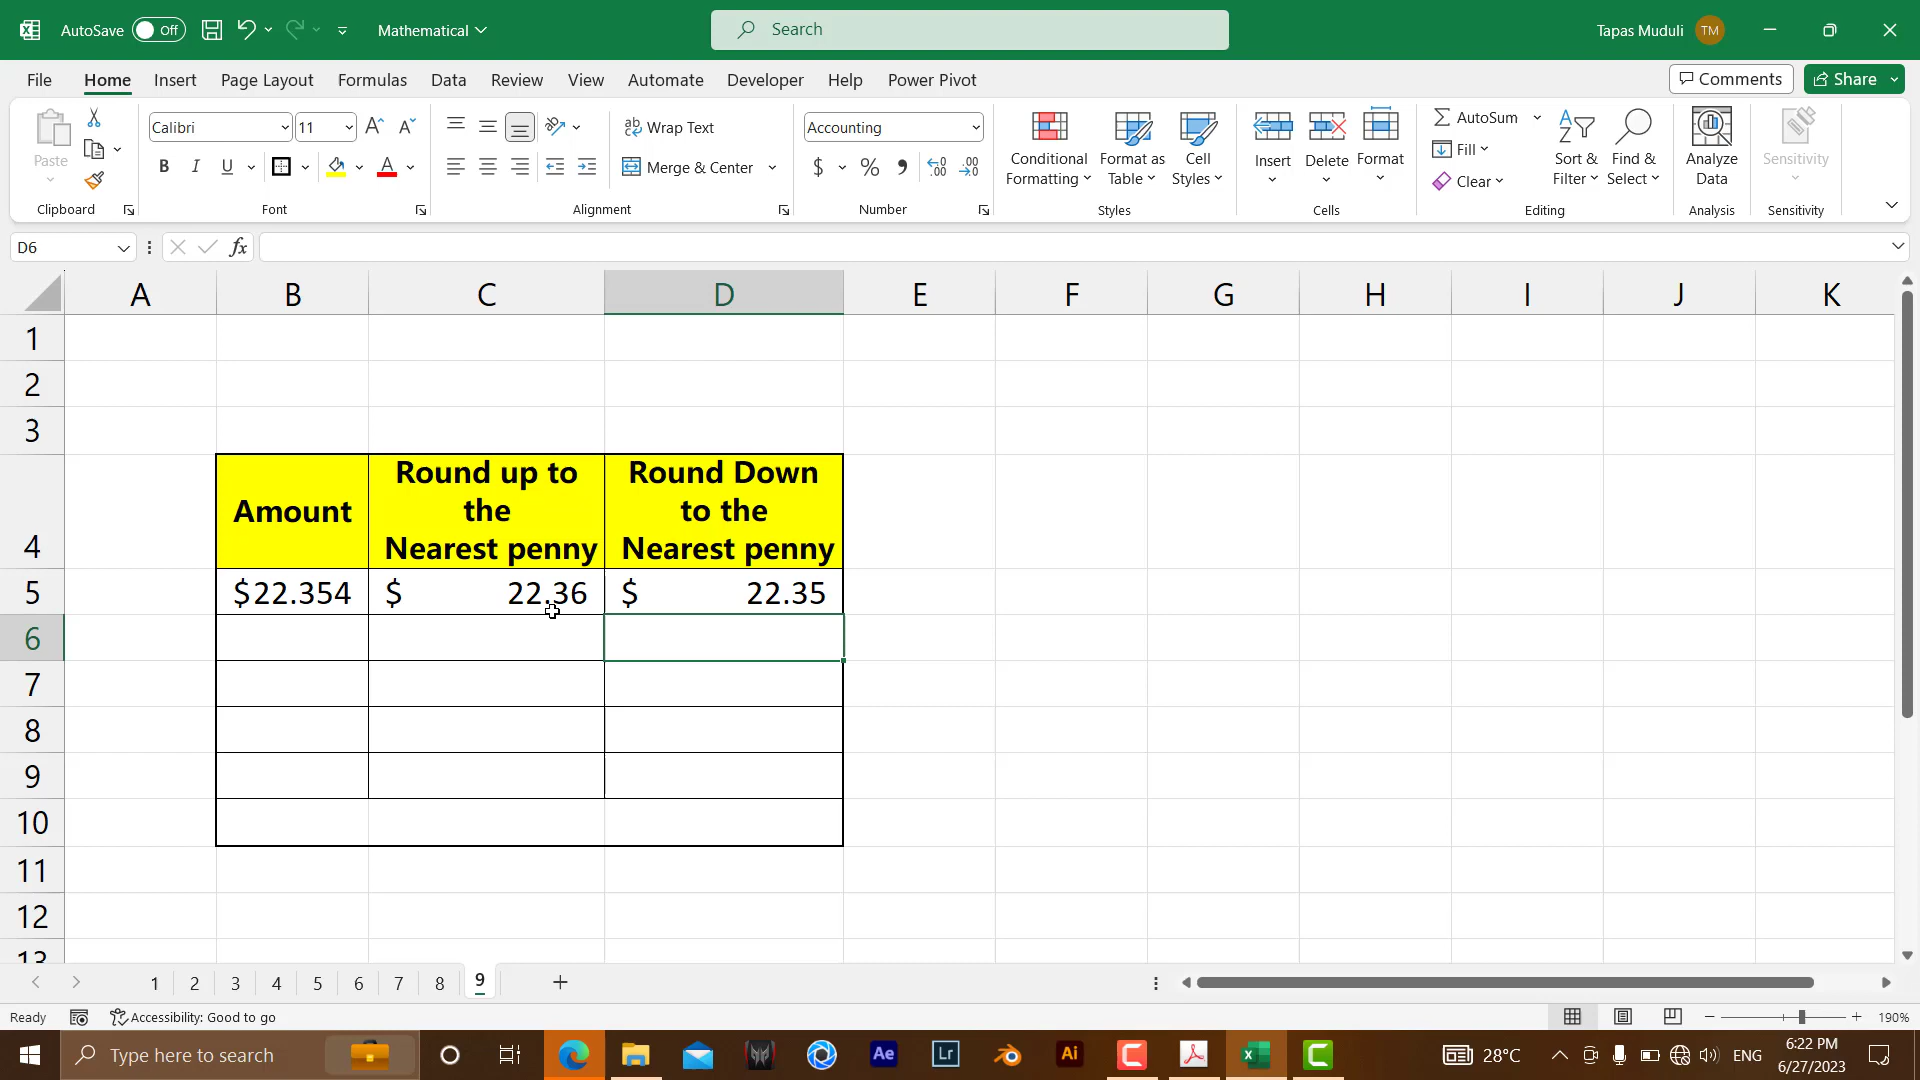 AutoSave Off Mathematical Search Tapas Muduli TM
File Home Insert Page Layout Formulas Data Review View Automate Developer Help Power Pivot Comments Share
Paste Calibri 11 Wrap Text Accounting Conditional Formatting Format as Table Cell Styles Insert Delete Format AutoSum Sort & Filter Find & Select Analyze Data Sensitivity
B I U A Merge & Center $ % Fill
Clear
Clipboard Font Alignment Number Styles Cells Editing Analysis Sensitivity
D6 fx
A B C D E F G H I J K
1
2
3
4 Amount Round up to the Nearest penny Round Down to the Nearest penny
5 $22.354 $ 22.36 $ 22.35
6
7
8
9
10
11
12
13
1 2 3 4 5 6 7 8 9 +
Ready Accessibility: Good to go 190%
Type here to search Ae Lr Ai 28°C ENG 6:22 PM
6/27/2023